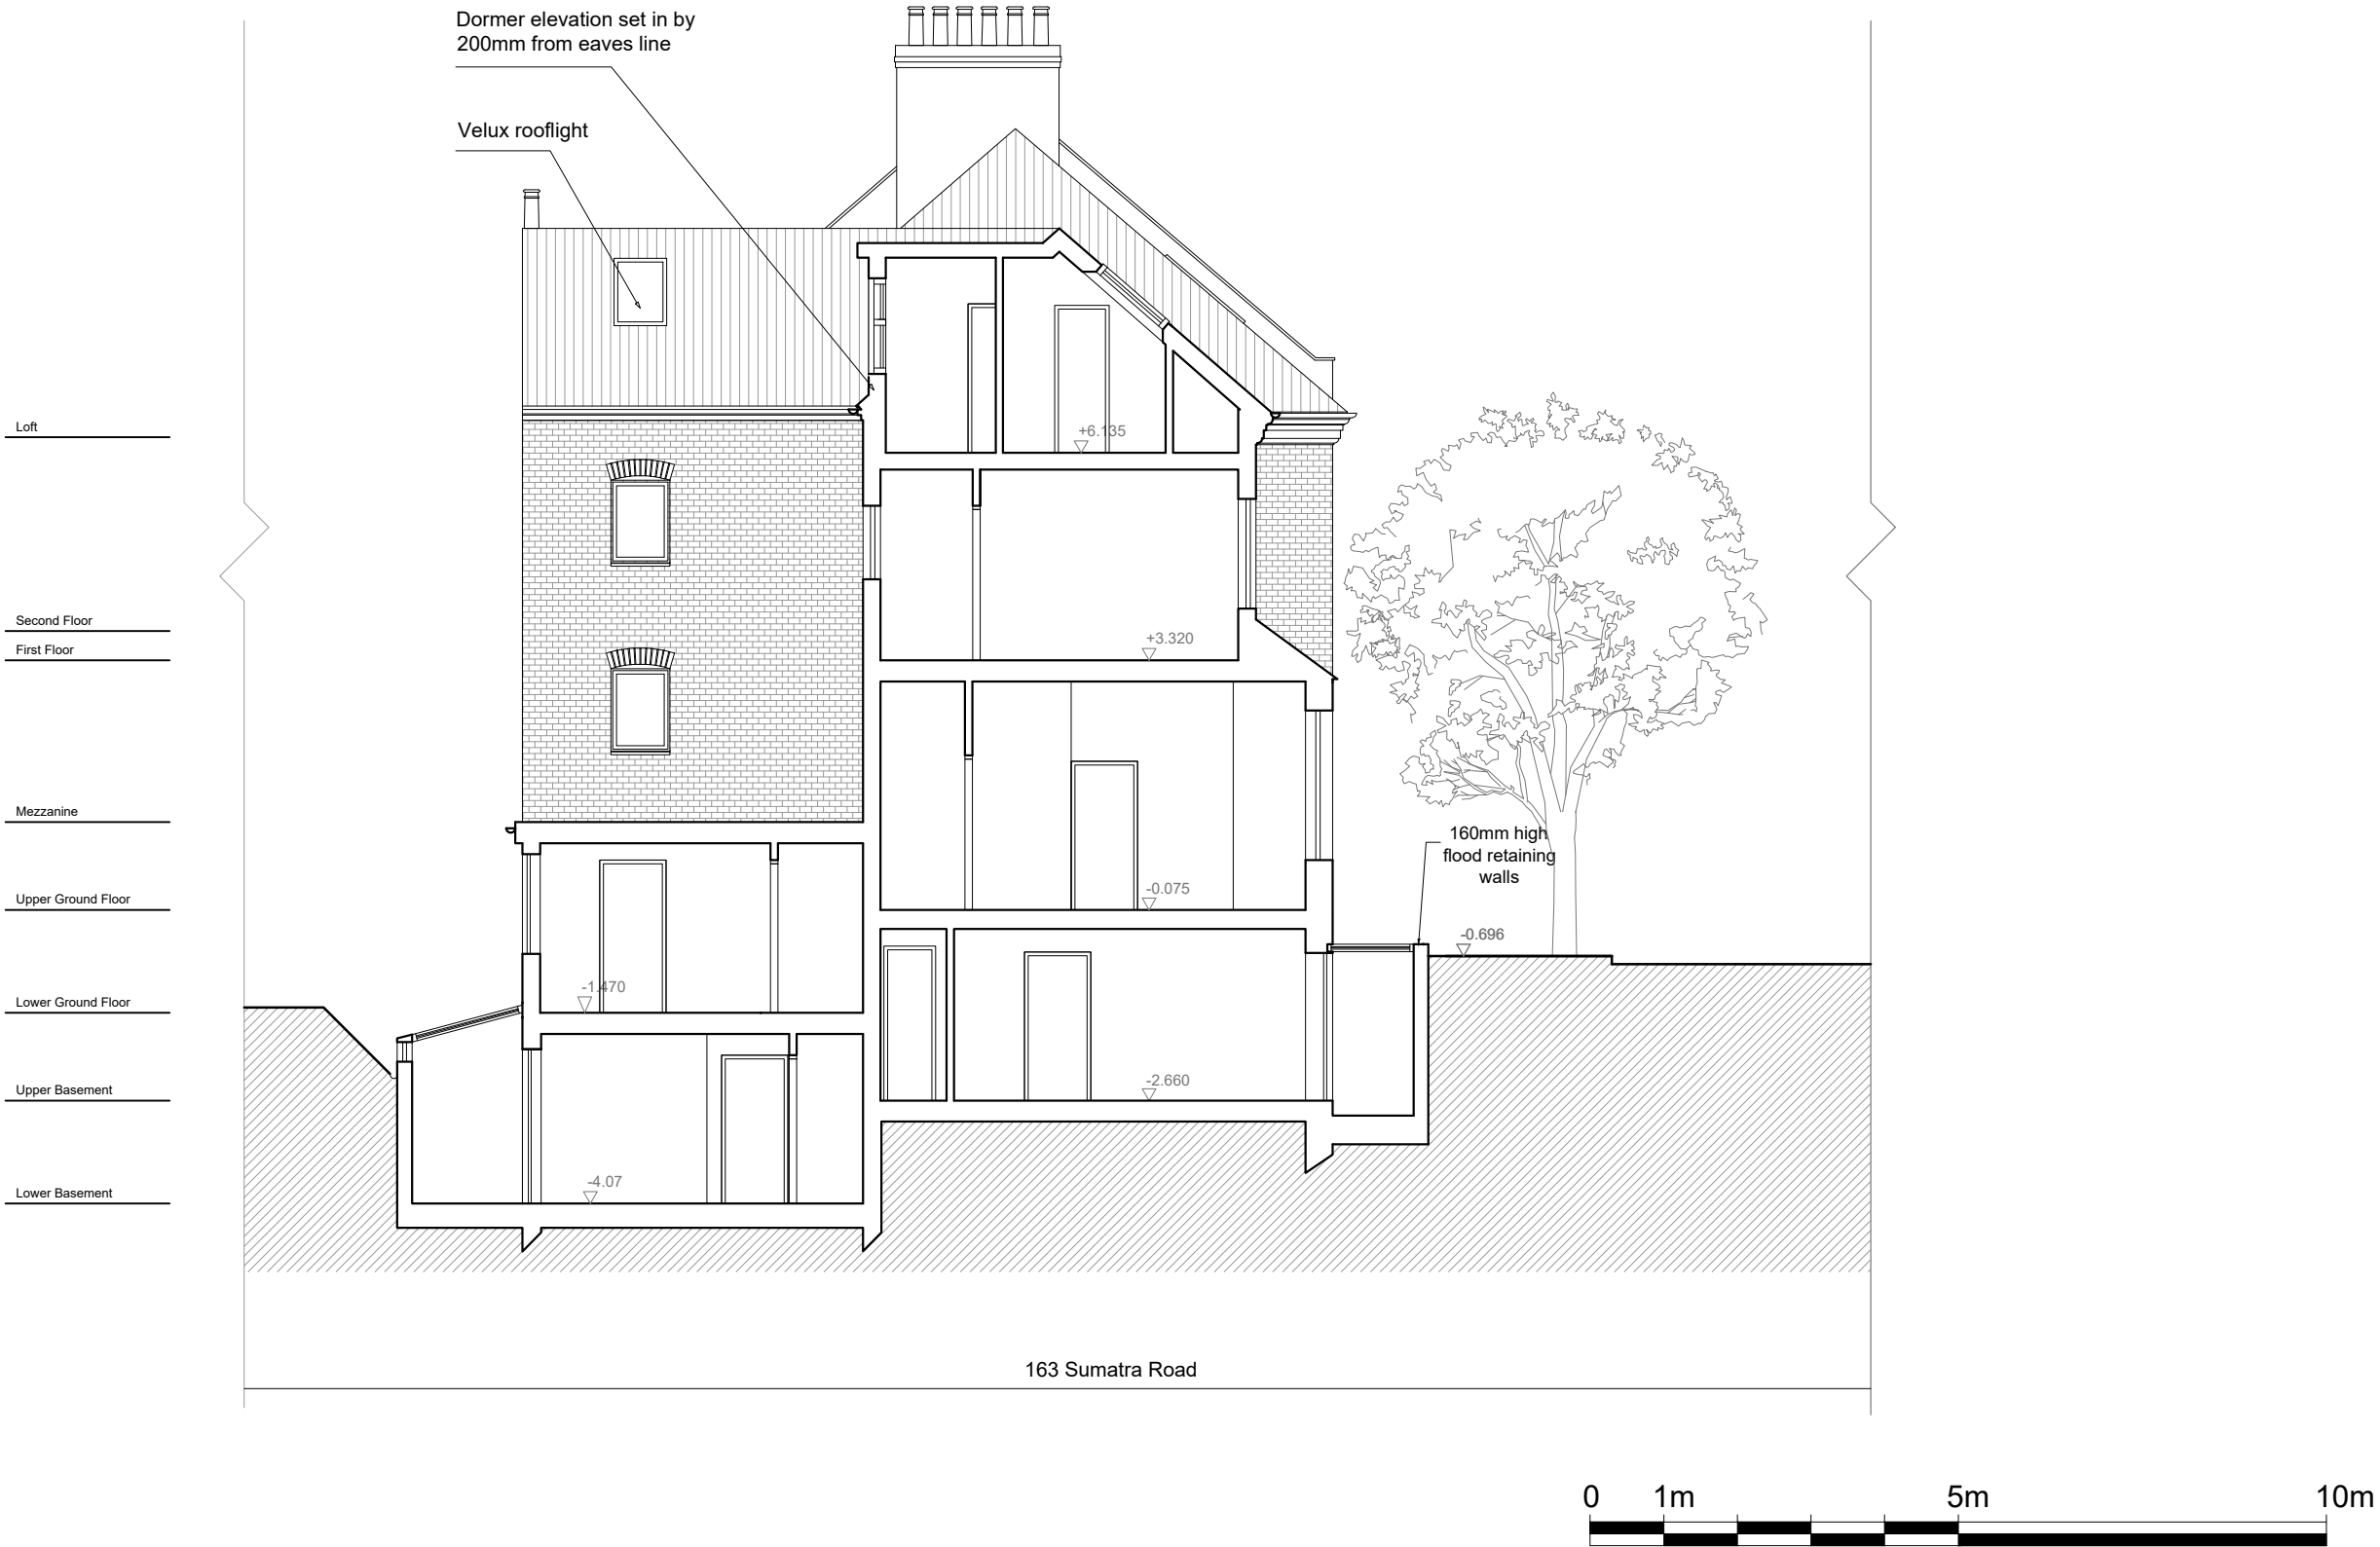 Dormer elevation set in by
200mm from eaves line
Velux rooflight
Loft
+6.135
Second Floor
First Floor
+3.320
Mezzanine
160mm high
flood retaining
walls
Upper Ground Floor
-0.075
-0.696
-1.470
Lower Ground Floor
Upper Basement
-2.660
Lower Basement
-4.07
163 Sumatra Road
0 1m 5m 10m